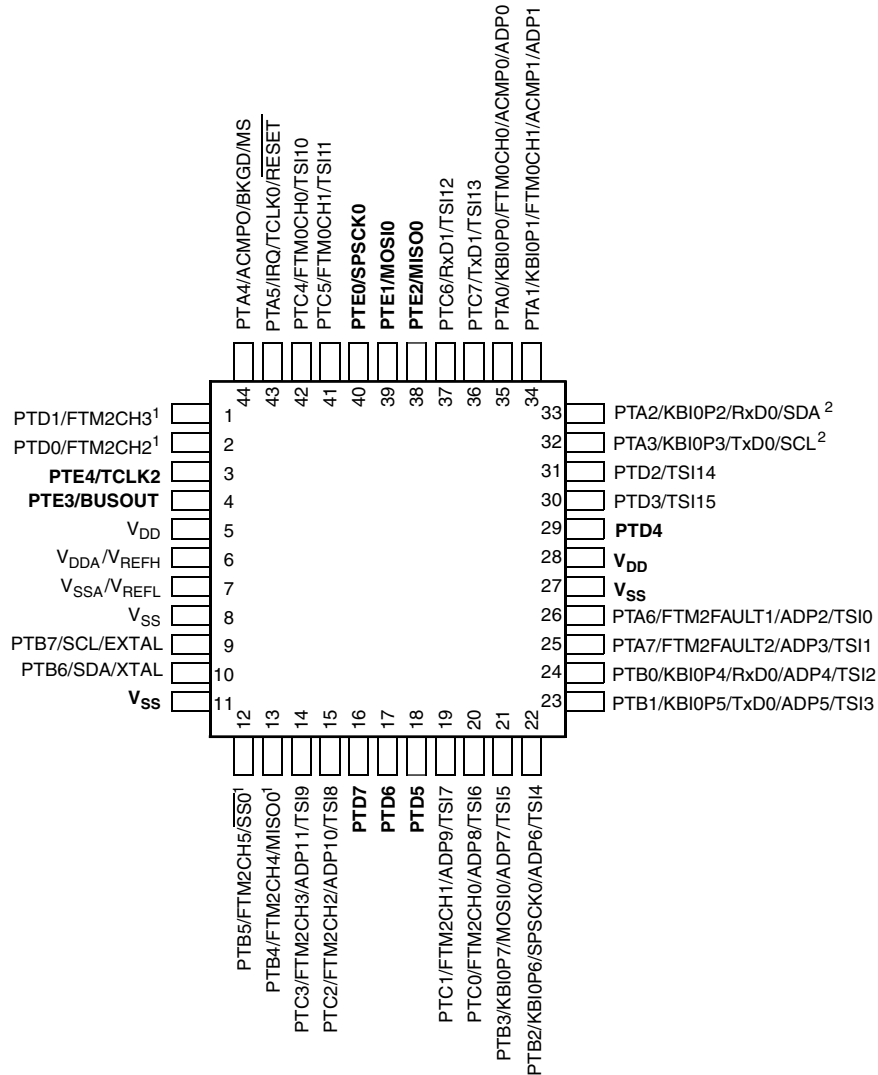 PTA4/ACMPO/BKGD/MS
PTA5/IRQ/TCLK0/RESET
PTC4/FTM0CH0/TSI10
PTC5/FTM0CH1/TSI11
PTE0/SPSCK0
PTE1/MOSI0
PTE2/MISO0
PTC6/RxD1/TSI12
PTC7/TxD1/TSI13
PTA0/KBI0P0/FTM0CH0/ACMP0/ADP0
PTA1/KBI0P1/FTM0CH1/ACMP1/ADP1
44
43
42
41
40
39
38
37
36
35
34
PTD1/FTM2CH3¹ 1
PTD0/FTM2CH2¹ 2
PTE4/TCLK2 3
PTE3/BUSOUT 4
VDD 5
VDDA/VREFH 6
VSSA/VREFL 7
VSS 8
PTB7/SCL/EXTAL 9
PTB6/SDA/XTAL 10
VSS 11
33 PTA2/KBI0P2/RxD0/SDA ²
32 PTA3/KBI0P3/TxD0/SCL²
31 PTD2/TSI14
30 PTD3/TSI15
29 PTD4
28 VDD
27 VSS
26 PTA6/FTM2FAULT1/ADP2/TSI0
25 PTA7/FTM2FAULT2/ADP3/TSI1
24 PTB0/KBI0P4/RxD0/ADP4/TSI2
23 PTB1/KBI0P5/TxD0/ADP5/TSI3
12
13
14
15
16
17
18
19
20
21
22
PTB5/FTM2CH5/SS0¹
PTB4/FTM2CH4/MISO0¹
PTC3/FTM2CH3/ADP11/TSI9
PTC2/FTM2CH2/ADP10/TSI8
PTD7
PTD6
PTD5
PTC1/FTM2CH1/ADP9/TSI7
PTC0/FTM2CH0/ADP8/TSI6
PTB3/KBI0P7/MOSI0/ADP7/TSI5
PTB2/KBI0P6/SPSCK0/ADP6/TSI4